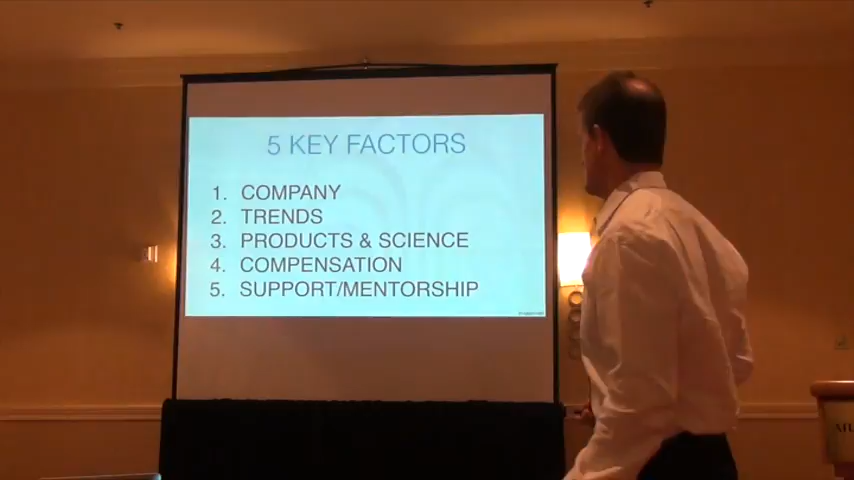 5 KEY FACTORS
1. COMPANY
2. TRENDS
3. PRODUCTS & SCIENCE
4. COMPENSATION
5. SUPPORT/MENTORSHIP